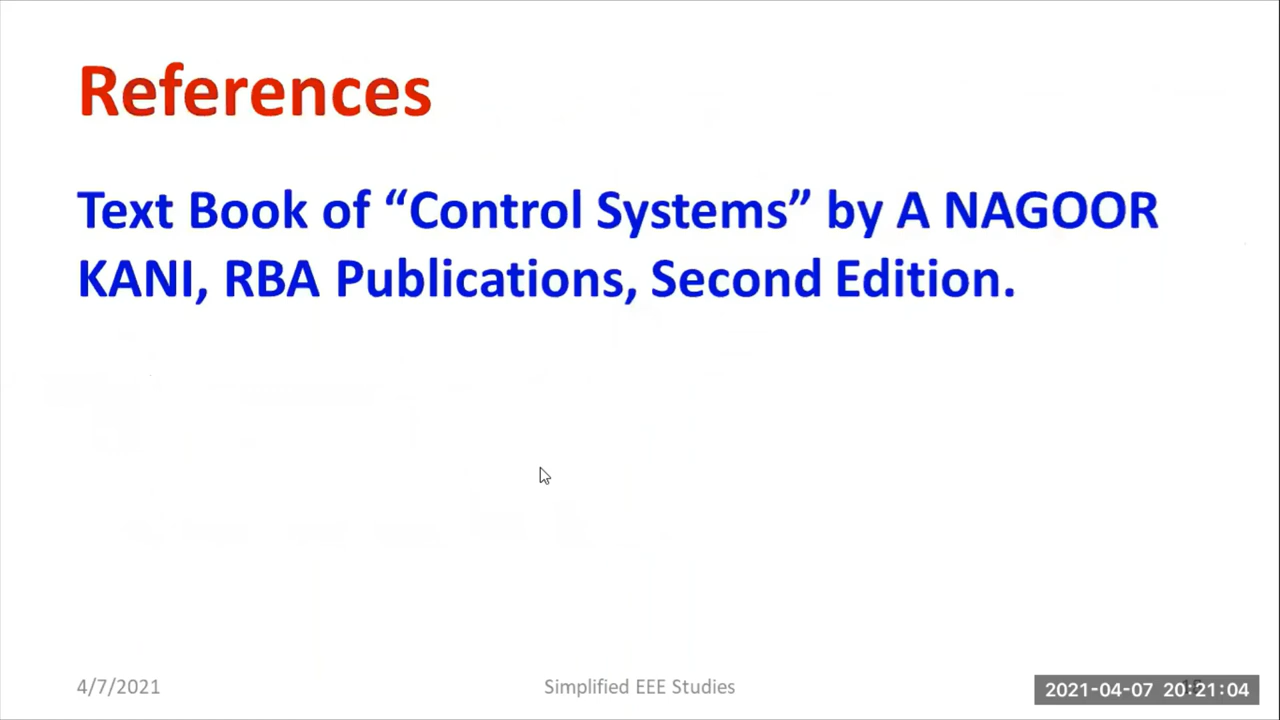 References
Text Book of “Control Systems” by A NAGOOR
KANI, RBA Publications, Second Edition.
4/7/2021
Simplified EEE Studies
2021-04-07 20:21:04